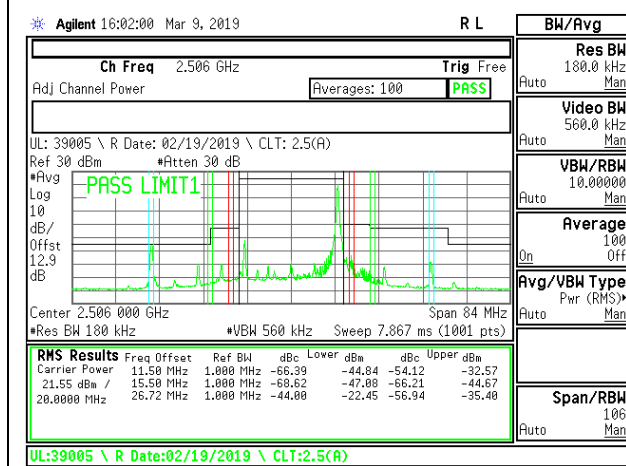 Agilent 16:02:00 Mar 9, 2019 R L
Ch Freq 2.506 GHz Trig Free
Adj Channel Power Averages: 100 PASS
UL: 39005 \ R Date: 02/19/2019 \ CLT: 2.5(A)
Ref 30 dBm #Atten 30 dB
#Avg
Log
10
dB/
Offst
12.9
dB
PASS LIMIT1
Center 2.506 000 GHz Span 84 MHz
#Res BW 180 kHz #VBW 560 kHz Sweep 7.867 ms (1001 pts)
RMS Results Freq Offset Ref BW dBc Lower dBm dBc Upper dBm
Carrier Power 11.50 MHz 1.000 MHz -66.39 -44.84 -54.12 -32.57
21.55 dBm / 15.50 MHz 1.000 MHz -68.62 -47.08 -66.21 -44.67
20.0000 MHz 26.72 MHz 1.000 MHz -44.00 -22.45 -56.94 -35.40
UL:39005 \ R Date:02/19/2019 \ CLT:2.5(A)
BW/Avg
Res BW
180.0 kHz
Auto Man
Video BW
560.0 kHz
Auto Man
VBW/RBW
10.00000
Auto Man
Average
100
On Off
Avg/VBW Type
Pwr (RMS)▸
Auto Man
Span/RBW
106
Auto Man